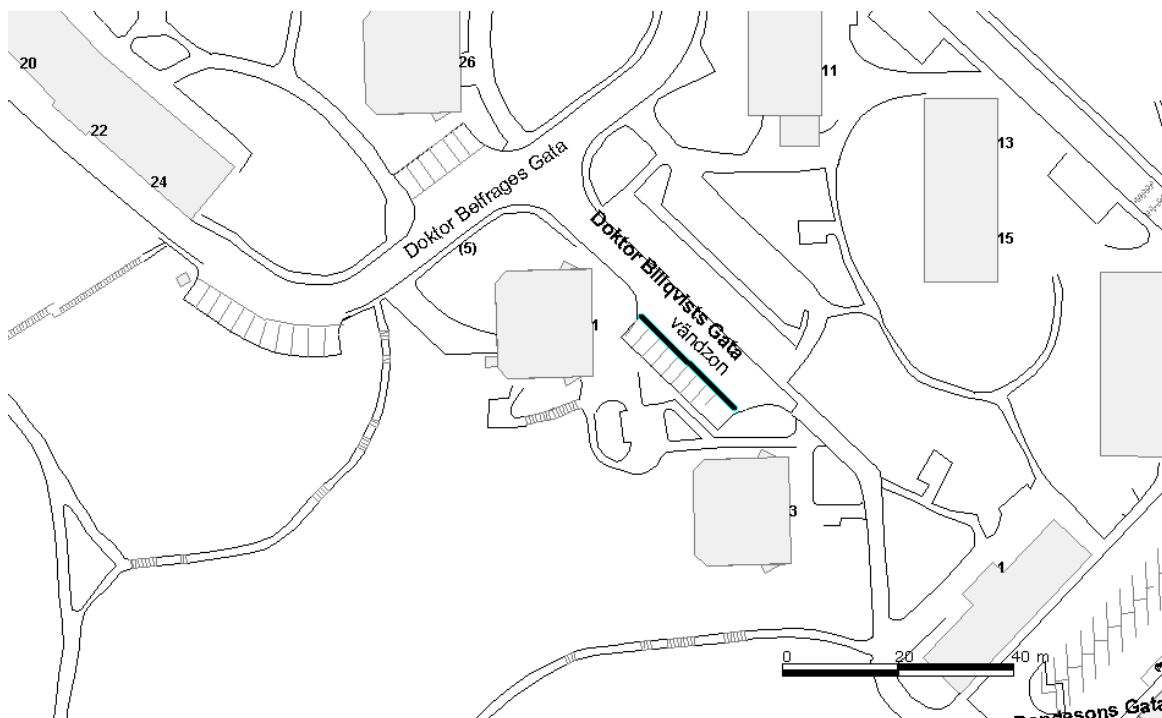 20
26
11
22
13
24
Doktor Belfrages Gata
(5)
15
Doktor Billqvists Gata
vändzon
1
3
1
0
20
40 m
Gata